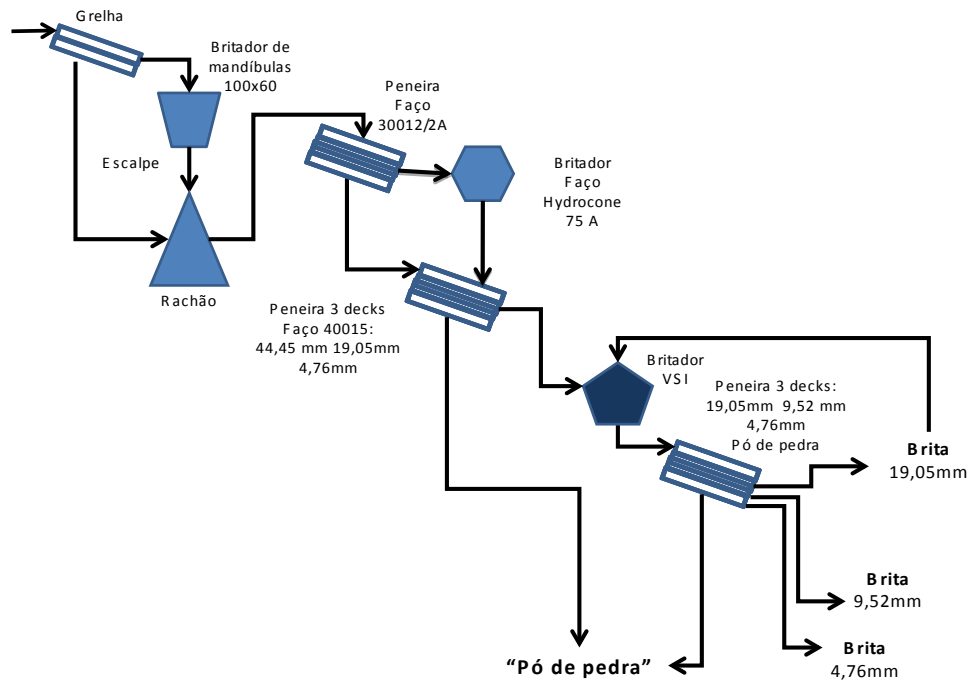 Grelha
Britador de
mandíbulas
100x60
Escalpe
Rachão
Peneira
Faço
30012/2A
Britador
Faço
Hydrocone
75 A
Peneira 3 decks
Faço 40015:
44,45 mm 19,05mm
4,76mm
Britador
VSI
Peneira 3 decks:
19,05mm 9,52 mm
4,76mm
Pó de pedra
Brita
19,05mm
Brita
9,52mm
Brita
4,76mm
“Pó de pedra”